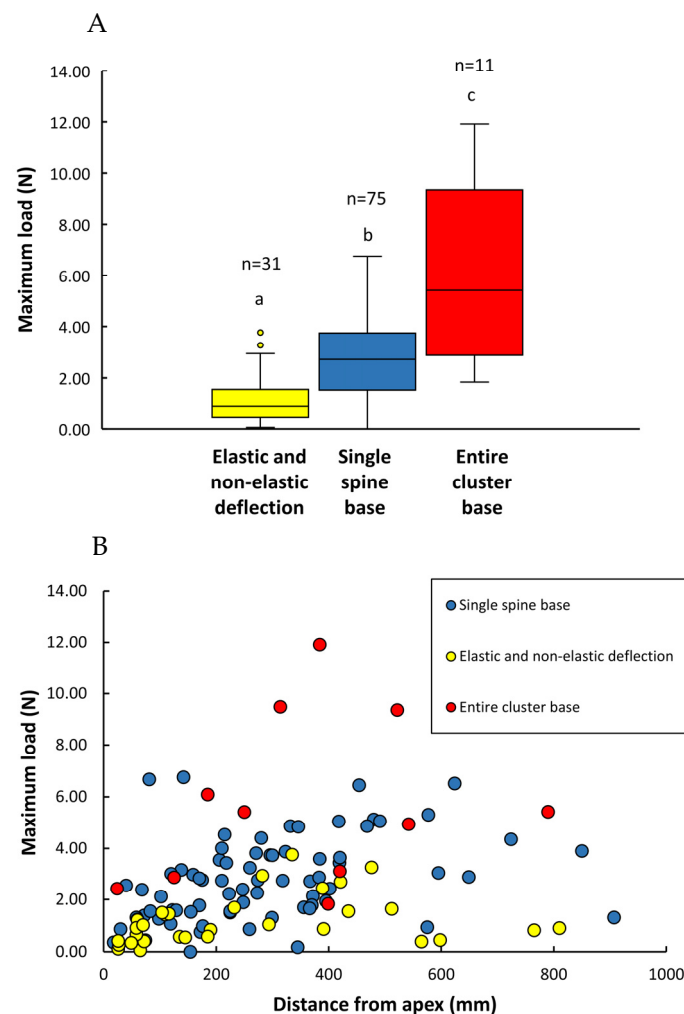 A
14.00
12.00
10.00
8.00
6.00
4.00
2.00
0.00
Maximum load (N)
n=31
a
n=75
b
n=11
c
Elastic and
non-elastic
deflection
Single
spine
base
Entire
cluster
base
B
14.00
12.00
10.00
8.00
6.00
4.00
2.00
0.00
Maximum load (N)
Single spine base
Elastic and non-elastic deflection
Entire cluster base
0
200
400
600
800
1000
Distance from apex (mm)